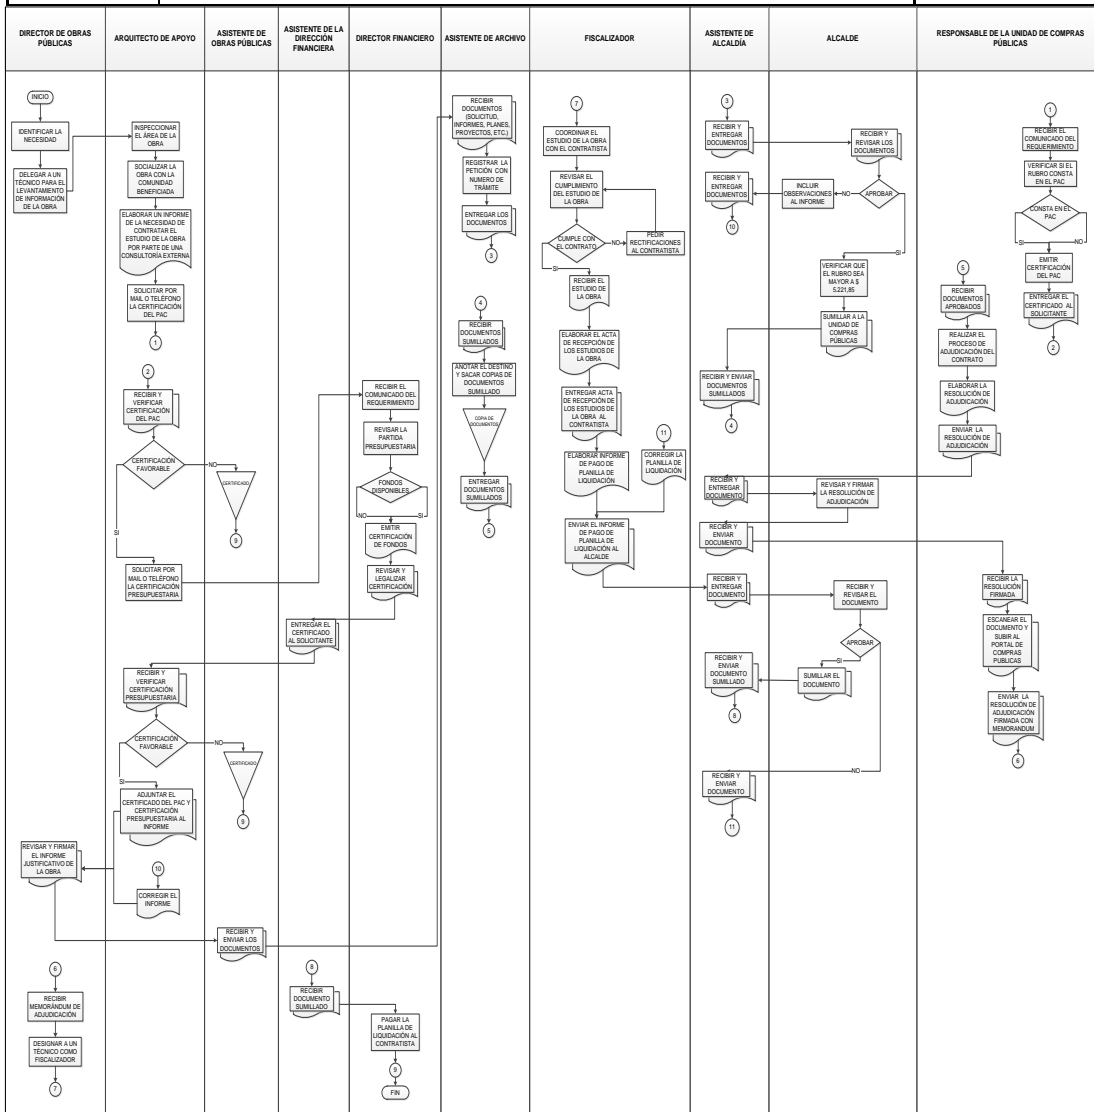 DIRECTOR DE OBRAS
PÚBLICAS
ARQUITECTO DE APOYO
ASISTENTE DE
OBRAS PÚBLICAS
ASISTENTE DE LA
DIRECCIÓN
FINANCIERA
DIRECTOR FINANCIERO
ASISTENTE DE ARCHIVO
FISCALIZADOR
ASISTENTE DE
ALCALDÍA
ALCALDE
RESPONSABLE DE LA UNIDAD DE COMPRAS
PÚBLICAS
INICIO
IDENTIFICAR LA
NECESIDAD
DELEGAR A UN
TÉCNICO PARA EL
LEVANTAMIENTO
DE INFORMACIÓN
DE LA OBRA
REVISAR Y FIRMAR
EL INFORME
JUSTIFICATIVO DE
LA OBRA
6
RECIBIR
MEMORÁNDUM DE
ADJUDICACIÓN
DESIGNAR A UN
TÉCNICO COMO
FISCALIZADOR
7
INSPECCIONAR
EL ÁREA DE LA
OBRA
SOCIALIZAR LA
OBRA CON LA
COMUNIDAD
BENEFICIADA
ELABORAR UN INFORME
DE LA NECESIDAD DE
CONTRATAR EL
ESTUDIO DE LA OBRA
POR PARTE DE UNA
CONSULTORÍA EXTERNA
SOLICITAR POR
MAIL O TELÉFONO
LA CERTIFICACIÓN
DEL PAC
1
2
RECIBIR Y
VERIFICAR
CERTIFICACIÓN
DEL PAC
CERTIFICACIÓN
FAVORABLE
NO
SI
SOLICITAR POR
MAIL O TELÉFONO
LA CERTIFICACIÓN
PRESUPUESTARIA
RECIBIR Y
VERIFICAR
CERTIFICACIÓN
PRESUPUESTARIA
CERTIFICACIÓN
FAVORABLE
NO
SI
ADJUNTAR EL
CERTIFICADO DEL PAC Y
CERTIFICACIÓN
PRESUPUESTARIA AL
INFORME
10
CORREGIR EL
INFORME
CERTIFICADO
9
CERTIFICADO
9
RECIBIR Y
ENVIAR LOS
DOCUMENTOS
ENTREGAR EL
CERTIFICADO
AL SOLICITANTE
8
RECIBIR
DOCUMENTO
SUMILLADO
RECIBIR EL
COMUNICADO DEL
REQUERIMIENTO
REVISAR LA
PARTIDA
PRESUPUESTARIA
FONDOS
DISPONIBLES
NO
SI
EMITIR
CERTIFICACIÓN
DE FONDOS
REVISAR Y
LEGALIZAR
CERTIFICACIÓN
PAGAR LA
PLANILLA DE
LIQUIDACIÓN AL
CONTRATISTA
9
FIN
RECIBIR
DOCUMENTOS
(SOLICITUD,
INFORMES, PLANES,
PROYECTOS, ETC.)
REGISTRAR LA
PETICIÓN CON
NUMERO DE
TRÁMITE
ENTREGAR LOS
DOCUMENTOS
3
4
RECIBIR
DOCUMENTOS
SUMILLADOS
ANOTAR EL DESTINO
Y SACAR COPIAS DE
DOCUMENTOS
SUMILLADO
COPIA DE
DOCUMENTOS
ENTREGAR
DOCUMENTOS
SUMILLADOS
5
7
COORDINAR EL
ESTUDIO DE LA OBRA
CON EL CONTRATISTA
REVISAR EL
CUMPLIMIENTO
DEL ESTUDIO DE
LA OBRA
CUMPLE CON
EL CONTRATO
NO
PEDIR
RECTIFICACIONES
AL CONTRATISTA
SI
RECIBIR EL
ESTUDIO DE
LA OBRA
ELABORAR EL ACTA
DE RECEPCIÓN DE
LOS ESTUDIOS DE
LA OBRA
ENTREGAR ACTA
DE RECEPCIÓN DE
LOS ESTUDIOS DE
LA OBRA AL
CONTRATISTA
11
CORREGIR LA
PLANILLA DE
LIQUIDACIÓN
ELABORAR INFORME
DE PAGO DE
PLANILLA DE
LIQUIDACIÓN
ENVIAR EL INFORME
DE PAGO DE
PLANILLA DE
LIQUIDACIÓN AL
ALCALDE
3
RECIBIR Y
ENTREGAR
DOCUMENTOS
RECIBIR Y
ENTREGAR
DOCUMENTOS
10
RECIBIR Y ENVIAR
DOCUMENTOS
SUMILLADOS
4
RECIBIR Y
ENTREGAR
DOCUMENTO
RECIBIR Y
ENVIAR
DOCUMENTO
RECIBIR Y
ENTREGAR
DOCUMENTO
RECIBIR Y
ENVIAR
DOCUMENTO
SUMILLADO
8
RECIBIR Y
ENVIAR
DOCUMENTO
11
RECIBIR Y
REVISAR LOS
DOCUMENTOS
APROBAR
NO
INCLUIR
OBSERVACIONES
AL INFORME
SI
VERIFICAR QUE
EL RUBRO SEA
MAYOR A $
5.221,85
SUMILLAR A LA
UNIDAD DE
COMPRAS
PÚBLICAS
REVISAR Y FIRMAR
LA RESOLUCIÓN DE
ADJUDICACIÓN
RECIBIR Y
REVISAR EL
DOCUMENTO
APROBAR
SI
SUMILLAR EL
DOCUMENTO
NO
1
RECIBIR EL
COMUNICADO DEL
REQUERIMIENTO
VERIFICAR SI EL
RUBRO CONSTA
EN EL PAC
CONSTA EN EL
PAC
SI
NO
EMITIR
CERTIFICACIÓN
DEL PAC
ENTREGAR EL
CERTIFICADO AL
SOLICITANTE
2
5
RECIBIR
DOCUMENTOS
APROBADOS
REALIZAR EL
PROCESO DE
ADJUDICACIÓN DEL
CONTRATO
ELABORAR LA
RESOLUCIÓN DE
ADJUDICACIÓN
ENVIAR LA
RESOLUCIÓN DE
ADJUDICACIÓN
RECIBIR LA
RESOLUCIÓN
FIRMADA
ESCANEAR EL
DOCUMENTO Y
SUBIR AL
PORTAL DE
COMPRAS
PUBLICAS
ENVIAR LA
RESOLUCIÓN DE
ADJUDICACIÓN
FIRMADA CON
MEMORANDUM
6